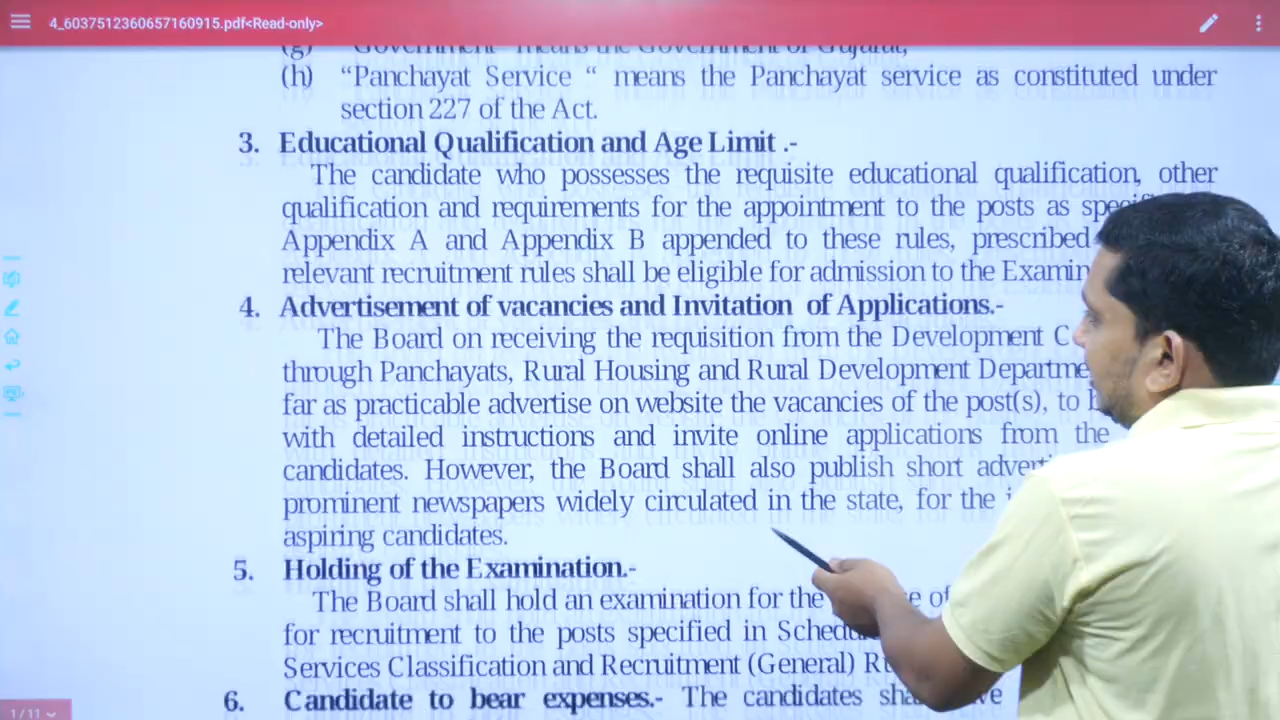 4_6037512360657160915.pdf<Read-only>
(g) "Government" means the Government of Gujarat;
(h) “Panchayat Service “ means the Panchayat service as constituted under
section 227 of the Act.
3. Educational Qualification and Age Limit .-
The candidate who possesses the requisite educational qualification, other
qualification and requirements for the appointment to the posts as
Appendix A and Appendix B appended to these rules, prescribed
relevant recruitment rules shall be eligible for admission to the
4. Advertisement of vacancies and Invitation of Applications.-
The Board on receiving the requisition from the Development
through Panchayats, Rural Housing and Rural Development
far as practicable advertise on website the vacancies of the post(s), to
with detailed instructions and invite online applications from the
candidates. However, the Board shall also publish short
prominent newspapers widely circulated in the state, for the
aspiring candidates.
5. Holding of the Examination.-
The Board shall hold an examination for the of
for recruitment to the posts specified in
Services Classification and Recruitment (General)
6. Candidate to bear expenses.- The candidates
1 / 11